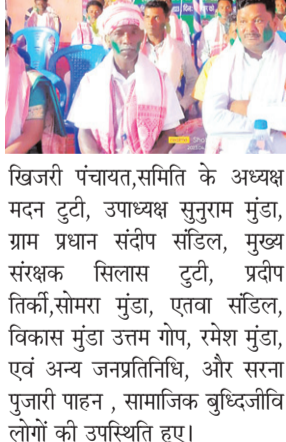 खिजरी पंचायत,समिति के अध्यक्ष
मदन टुटी, उपाध्यक्ष सुनुराम मुंडा,
ग्राम प्रधान संदीप संडिल, मुख्य
संरक्षक सिलास टुटी, प्रदीप
तिर्की,सोमरा मुंडा, एतवा संडिल,
विकास मुंडा उत्तम गोप, रमेश मुंडा,
एवं अन्य जनप्रतिनिधि, और सरना
पुजारी पाहन , सामाजिक बुध्दिजीवि
लोगों की उपस्थिति हुए।